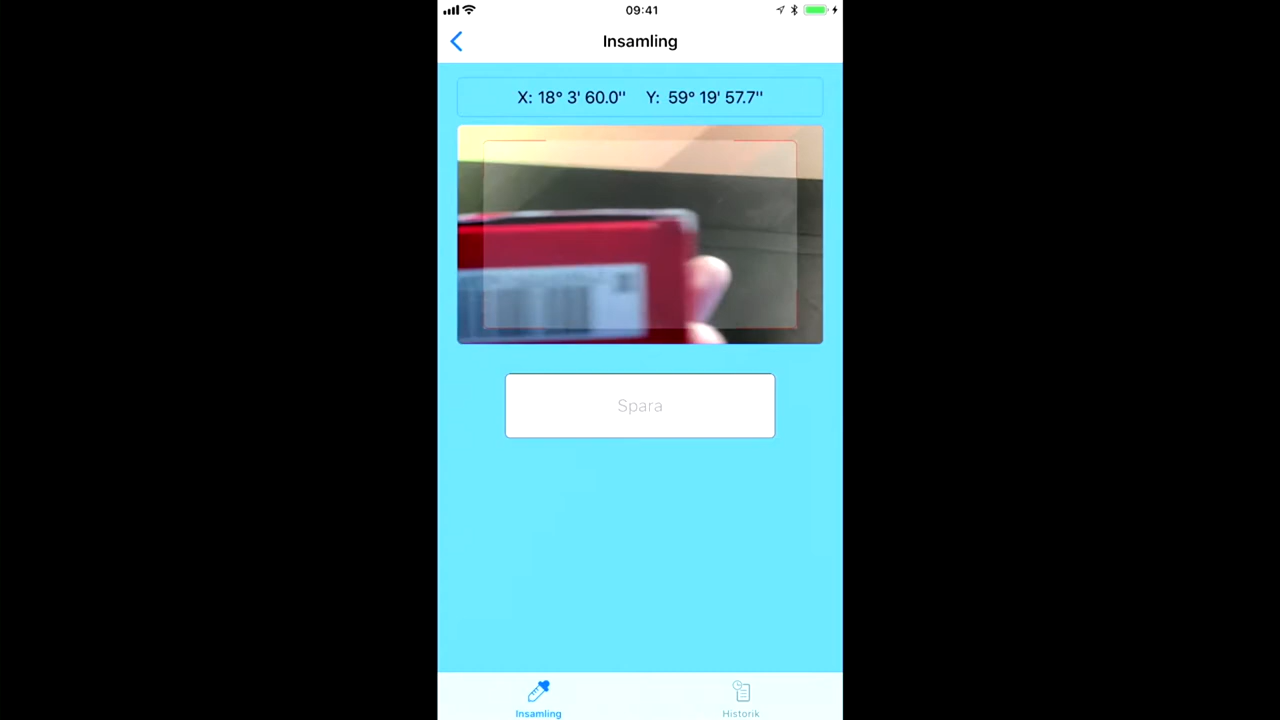 09:41
Insamling
X: 18° 3' 60.0'' Y: 59° 19' 57.7''
Spara
Insamling
Historik